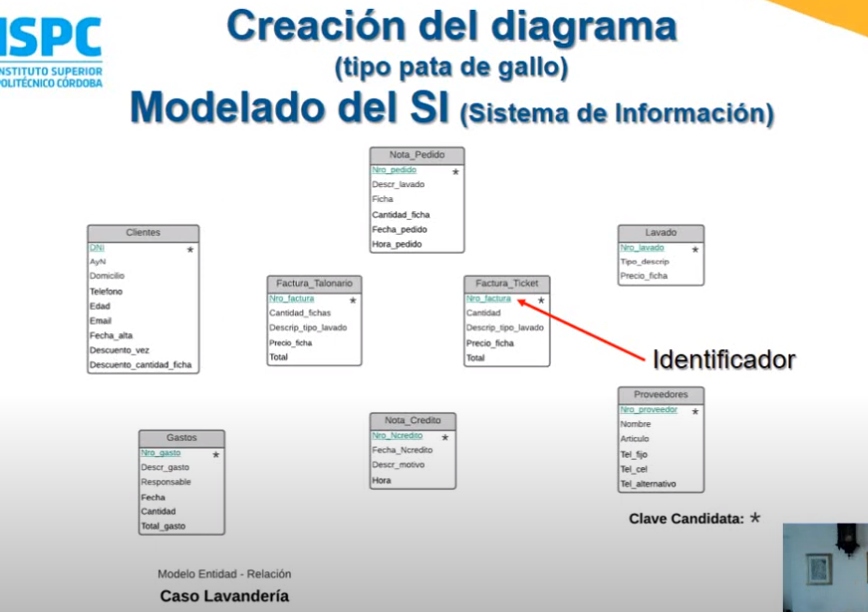 ISPC
INSTITUTO SUPERIOR
POLITÉCNICO CÓRDOBA
Creación del diagrama
(tipo pata de gallo)
Modelado del SI (Sistema de Información)
Nota_Pedido
Nro_pedido *
Descr_lavado
Ficha
Cantidad_ficha
Fecha_pedido
Hora_pedido
Clientes
DNI *
AyN
Domicilio
Telefono
Edad
Email
Fecha_alta
Descuento_vez
Descuento_cantidad_ficha
Factura_Talonario
Nro_factura *
Cantidad_fichas
Descrip_tipo_lavado
Precio_ficha
Total
Factura_Ticket
Nro_factura *
Cantidad
Descrip_tipo_lavado
Precio_ficha
Total
Lavado
Nro_lavado *
Tipo_descrip
Precio_ficha
Identificador
Gastos
Nro_gasto *
Descr_gasto
Responsable
Fecha
Cantidad
Total_gasto
Nota_Credito
Nro_Ncredito *
Fecha_Ncredito
Descr_motivo
Hora
Proveedores
Nro_proveedor *
Nombre
Articulo
Tel_fijo
Tel_cel
Tel_alternativo
Clave Candidata: *
Modelo Entidad - Relación
Caso Lavandería